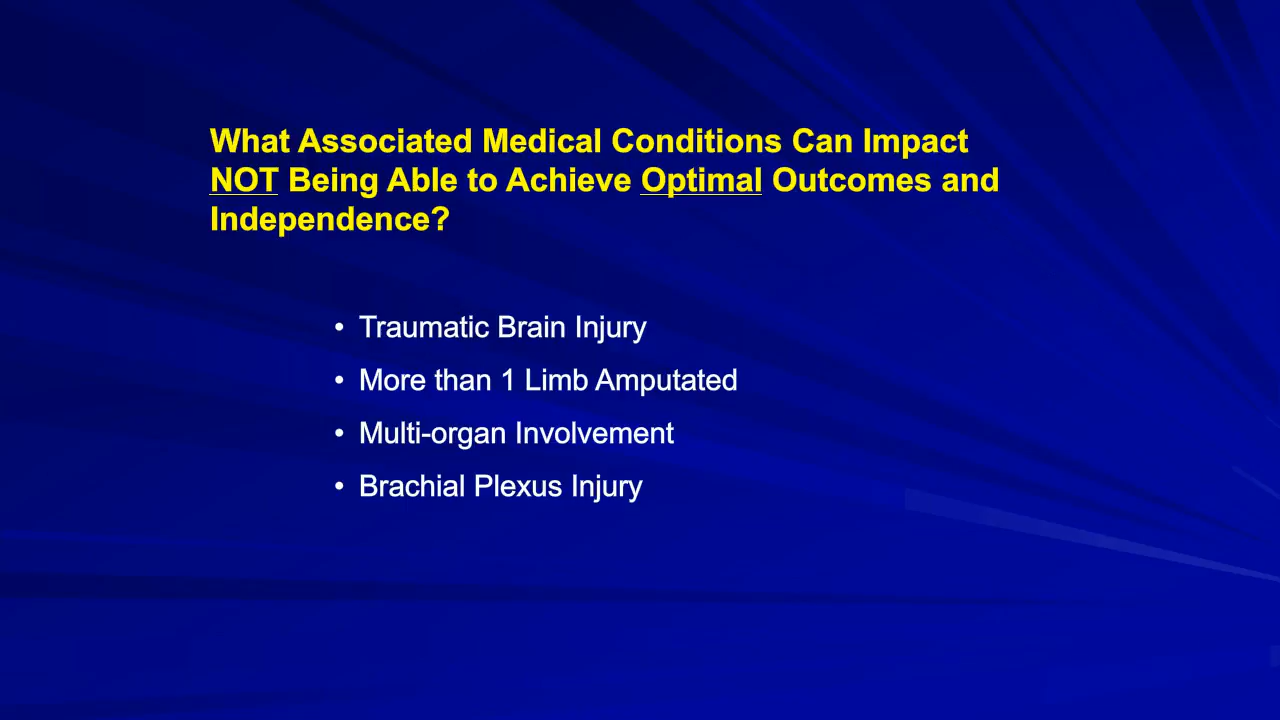 What Associated Medical Conditions Can Impact
NOT Being Able to Achieve Optimal Outcomes and
Independence?
• Traumatic Brain Injury
• More than 1 Limb Amputated
• Multi-organ Involvement
• Brachial Plexus Injury